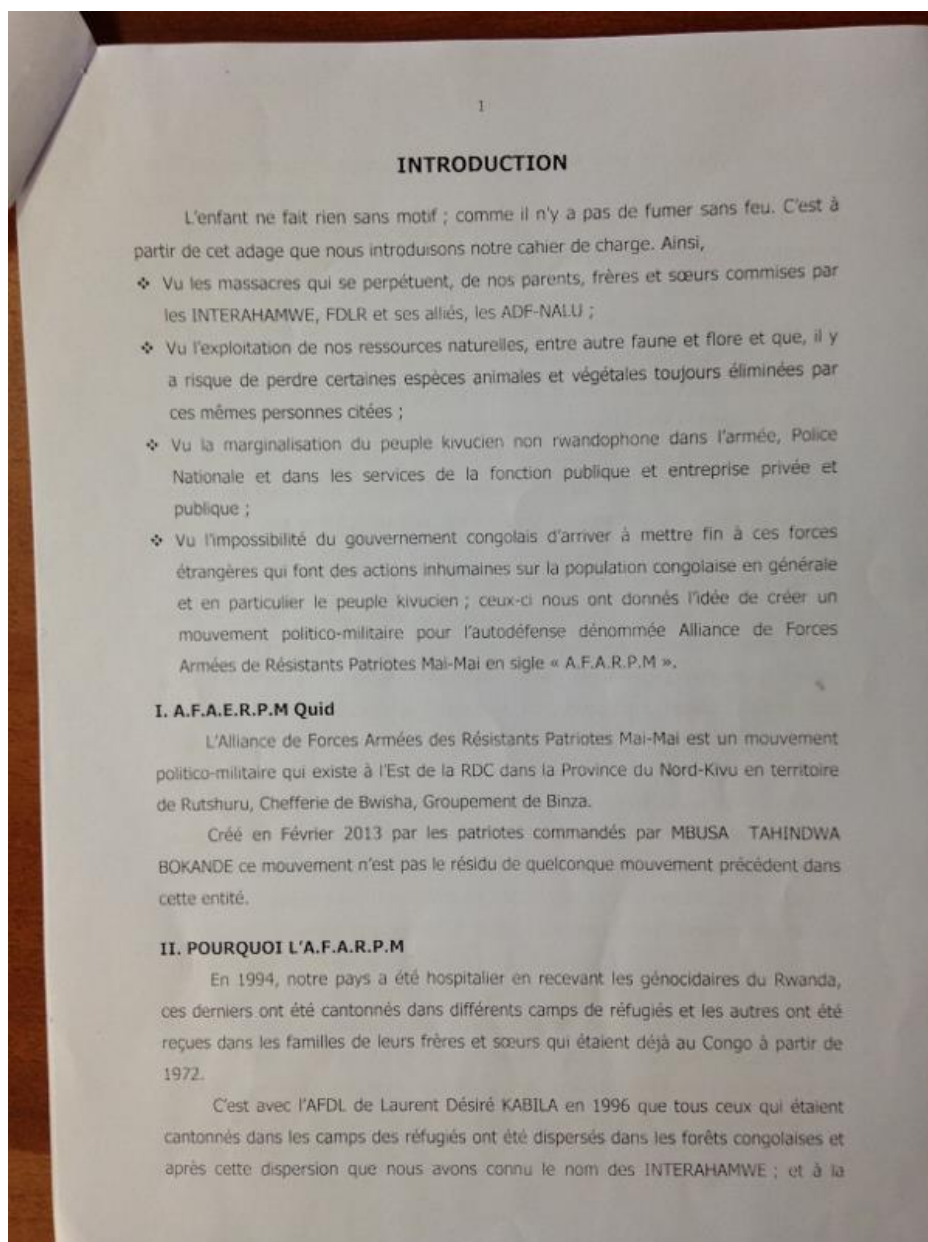 1
INTRODUCTION
L'enfant ne fait rien sans motif ; comme il n'y a pas de fumer sans feu. C'est à
partir de cet adage que nous introduisons notre cahier de charge. Ainsi,
❖ Vu les massacres qui se perpétuent, de nos parents, frères et sœurs commises par
les INTERAHAMWE, FDLR et ses alliés, les ADF-NALU ;
❖ Vu l'exploitation de nos ressources naturelles, entre autre faune et flore et que, il y
a risque de perdre certaines espèces animales et végétales toujours éliminées par
ces mêmes personnes citées ;
❖ Vu la marginalisation du peuple kivucien non rwandophone dans l'armée, Police
Nationale et dans les services de la fonction publique et entreprise privée et
publique ;
❖ Vu l'impossibilité du gouvernement congolais d'arriver à mettre fin à ces forces
étrangères qui font des actions inhumaines sur la population congolaise en générale
et en particulier le peuple kivucien ; ceux-ci nous ont donnés l'idée de créer un
mouvement politico-militaire pour l'autodéfense dénommée Alliance de Forces
Armées de Résistants Patriotes Mai-Mai en sigle « A.F.A.R.P.M ».
I. A.F.A.E.R.P.M Quid
L'Alliance de Forces Armées des Résistants Patriotes Mai-Mai est un mouvement
politico-militaire qui existe à l'Est de la RDC dans la Province du Nord-Kivu en territoire
de Rutshuru, Chefferie de Bwisha, Groupement de Binza.
Créé en Février 2013 par les patriotes commandés par MBUSA TAHINDWA
BOKANDE ce mouvement n'est pas le résidu de quelconque mouvement précédent dans
cette entité.
II. POURQUOI L'A.F.A.R.P.M
En 1994, notre pays a été hospitalier en recevant les génocidaires du Rwanda,
ces derniers ont été cantonnés dans différents camps de réfugiés et les autres ont été
reçues dans les familles de leurs frères et sœurs qui étaient déjà au Congo à partir de
1972.
C'est avec l'AFDL de Laurent Désiré KABILA en 1996 que tous ceux qui étaient
cantonnés dans les camps des réfugiés ont été dispersés dans les forêts congolaises et
après cette dispersion que nous avons connu le nom des INTERAHAMWE ; et à la